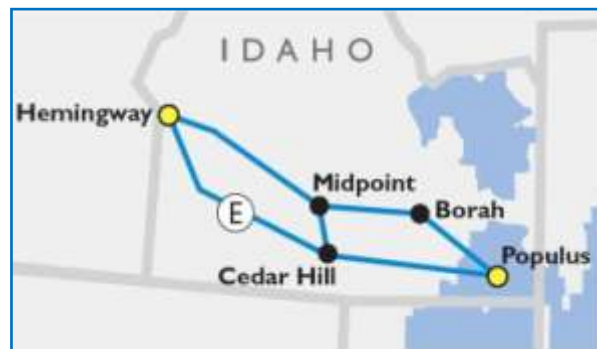 IDAHO
Hemingway
Midpoint
Borah
E
Populus
Cedar Hill